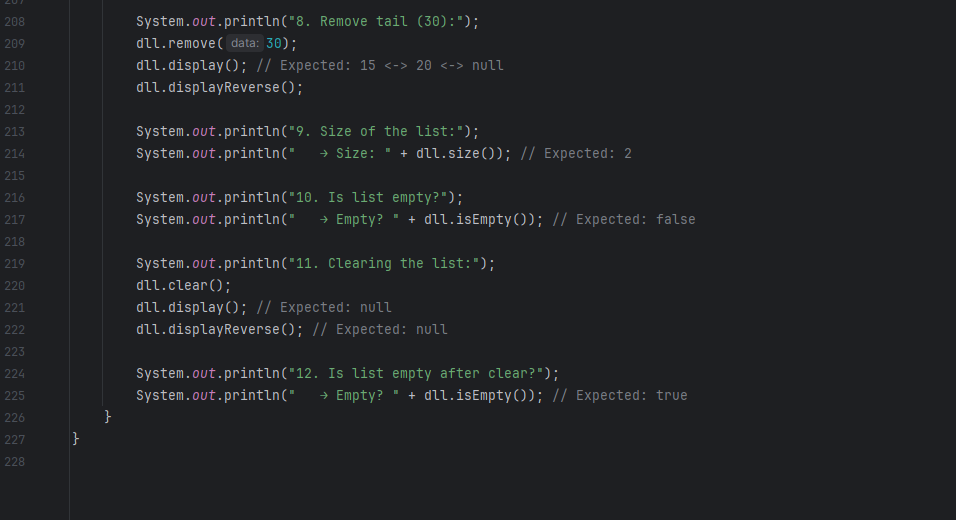 207
208 System.out.println("8. Remove tail (30):");
209 dll.remove( data: 30);
210 dll.display(); // Expected: 15 <-> 20 <-> null
211 dll.displayReverse();
212
213 System.out.println("9. Size of the list:");
214 System.out.println("   → Size: " + dll.size()); // Expected: 2
215
216 System.out.println("10. Is list empty?");
217 System.out.println("   → Empty? " + dll.isEmpty()); // Expected: false
218
219 System.out.println("11. Clearing the list:");
220 dll.clear();
221 dll.display(); // Expected: null
222 dll.displayReverse(); // Expected: null
223
224 System.out.println("12. Is list empty after clear?");
225 System.out.println("   → Empty? " + dll.isEmpty()); // Expected: true
226 }
227 }
228